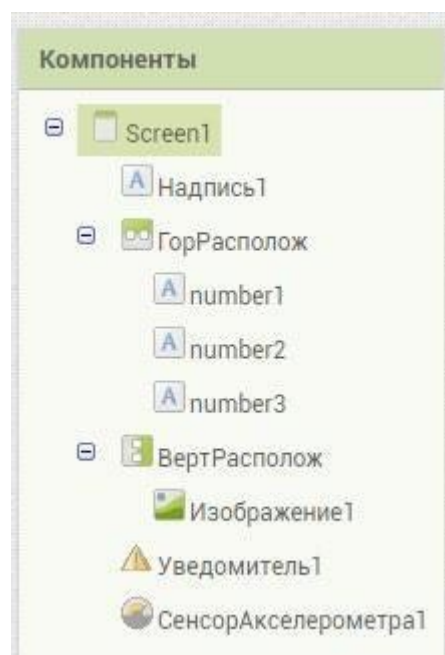 Компоненты
Screen1
Надпись1
ГорРасполож
number1
number2
number3
ВертРасполож
Изображение1
Уведомитель1
СенсорАкселерометра1